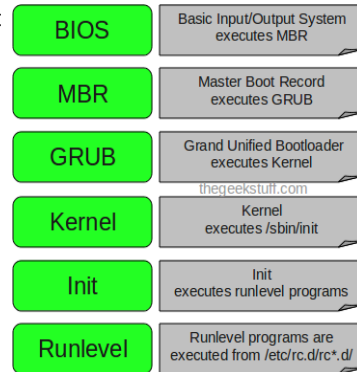 BIOS
Basic Input/Output System
executes MBR
MBR
Master Boot Record
executes GRUB
GRUB
Grand Unified Bootloader
executes Kernel
thegeekstuff.com
Kernel
Kernel
executes /sbin/init
Init
Init
executes runlevel programs
Runlevel
Runlevel programs are
executed from /etc/rc.d/rc*.d/